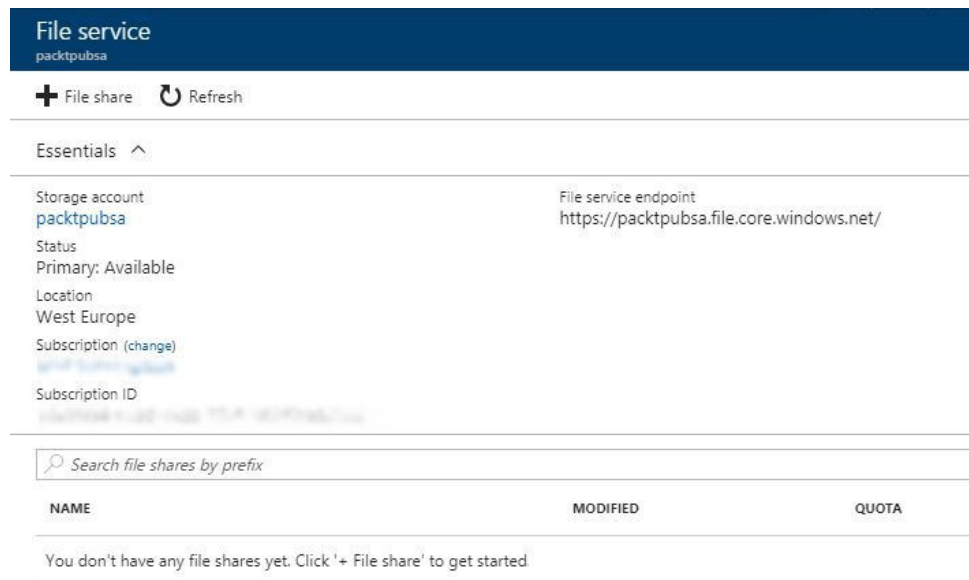 File service
packtpubsa
File share Refresh
Essentials
Storage account
packtpubsa
Status
Primary: Available
Location
West Europe
Subscription (change)
Subscription ID
File service endpoint
https://packtpubsa.file.core.windows.net/
Search file shares by prefix
NAME MODIFIED QUOTA
You don't have any file shares yet. Click '+ File share' to get started.